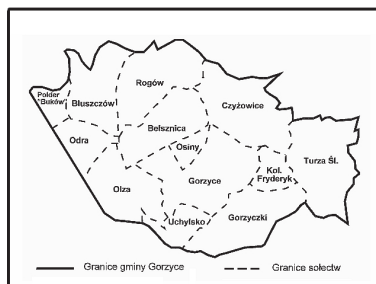 Rogów
Polder
"Buków
Bluszczów
Czyżowice
Belsznica
Odra
Osiny
Turza Śl.
Kol.
Fryderyk
Olza
Gorzyce
Uchylsko
Gorzyczki
Granice gminy Gorzyce
Granice sołectw